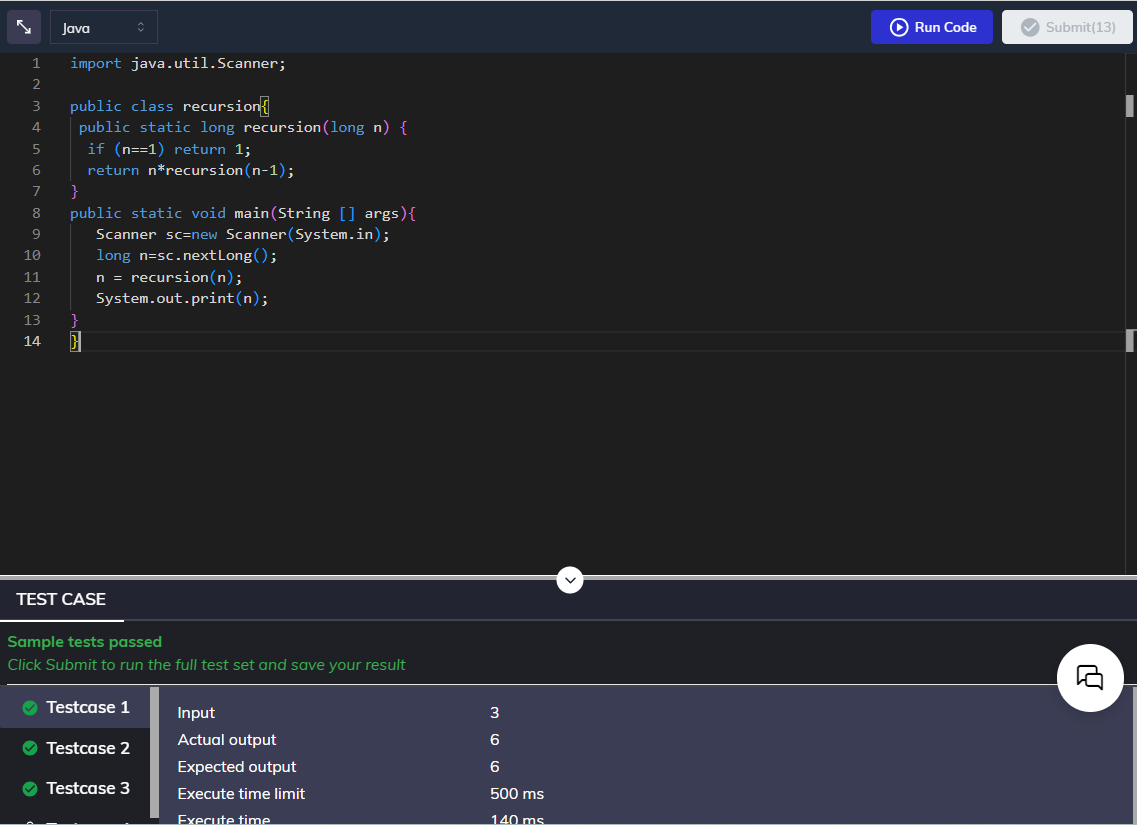 Java
Run Code
Submit(13)
1 import java.util.Scanner;
2
3 public class recursion{
4 public static long recursion(long n) {
5 if (n==1) return 1;
6 return n*recursion(n-1);
7 }
8 public static void main(String [] args){
9 Scanner sc=new Scanner(System.in);
10 long n=sc.nextLong();
11 n = recursion(n);
12 System.out.print(n);
13 }
14 }
TEST CASE
Sample tests passed
Click Submit to run the full test set and save your result
Testcase 1
Testcase 2
Testcase 3
Input 3
Actual output 6
Expected output 6
Execute time limit 500 ms
Execute time 140 ms